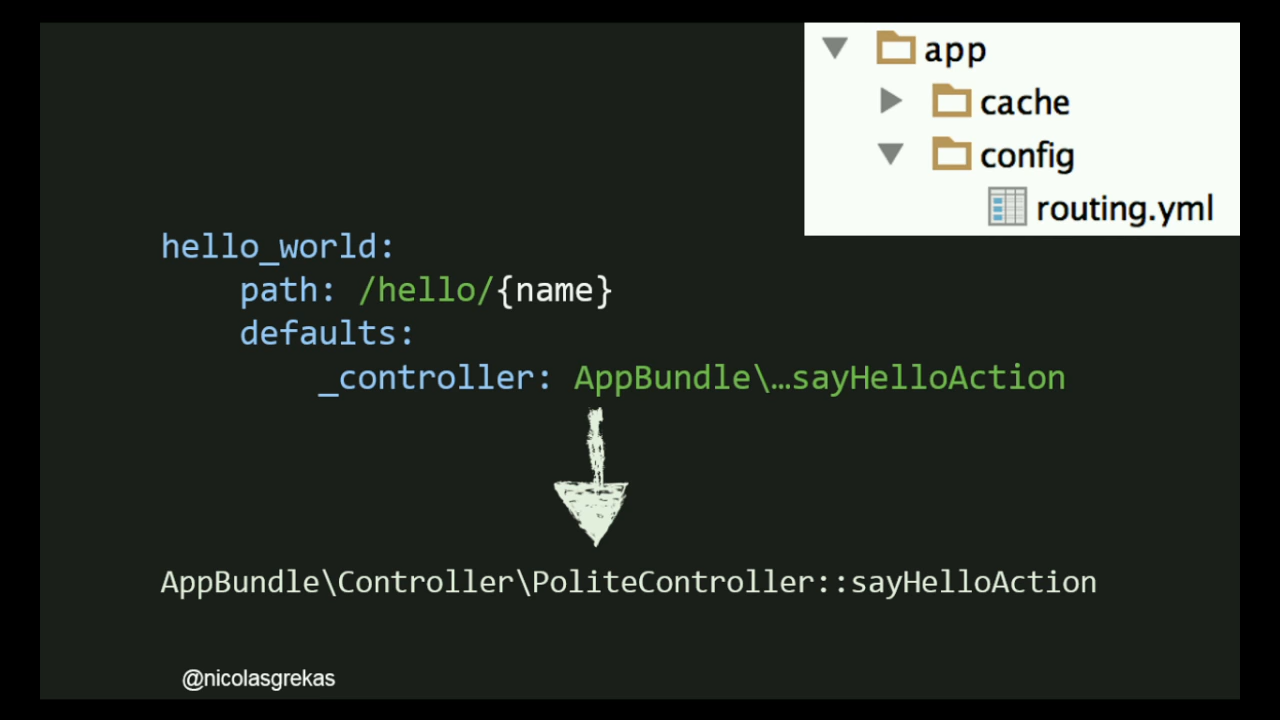 app
cache
config
routing.yml
hello_world:
path: /hello/{name}
defaults:
_controller: AppBundle\…sayHelloAction
AppBundle\Controller\PoliteController::sayHelloAction
@nicolasgrekas